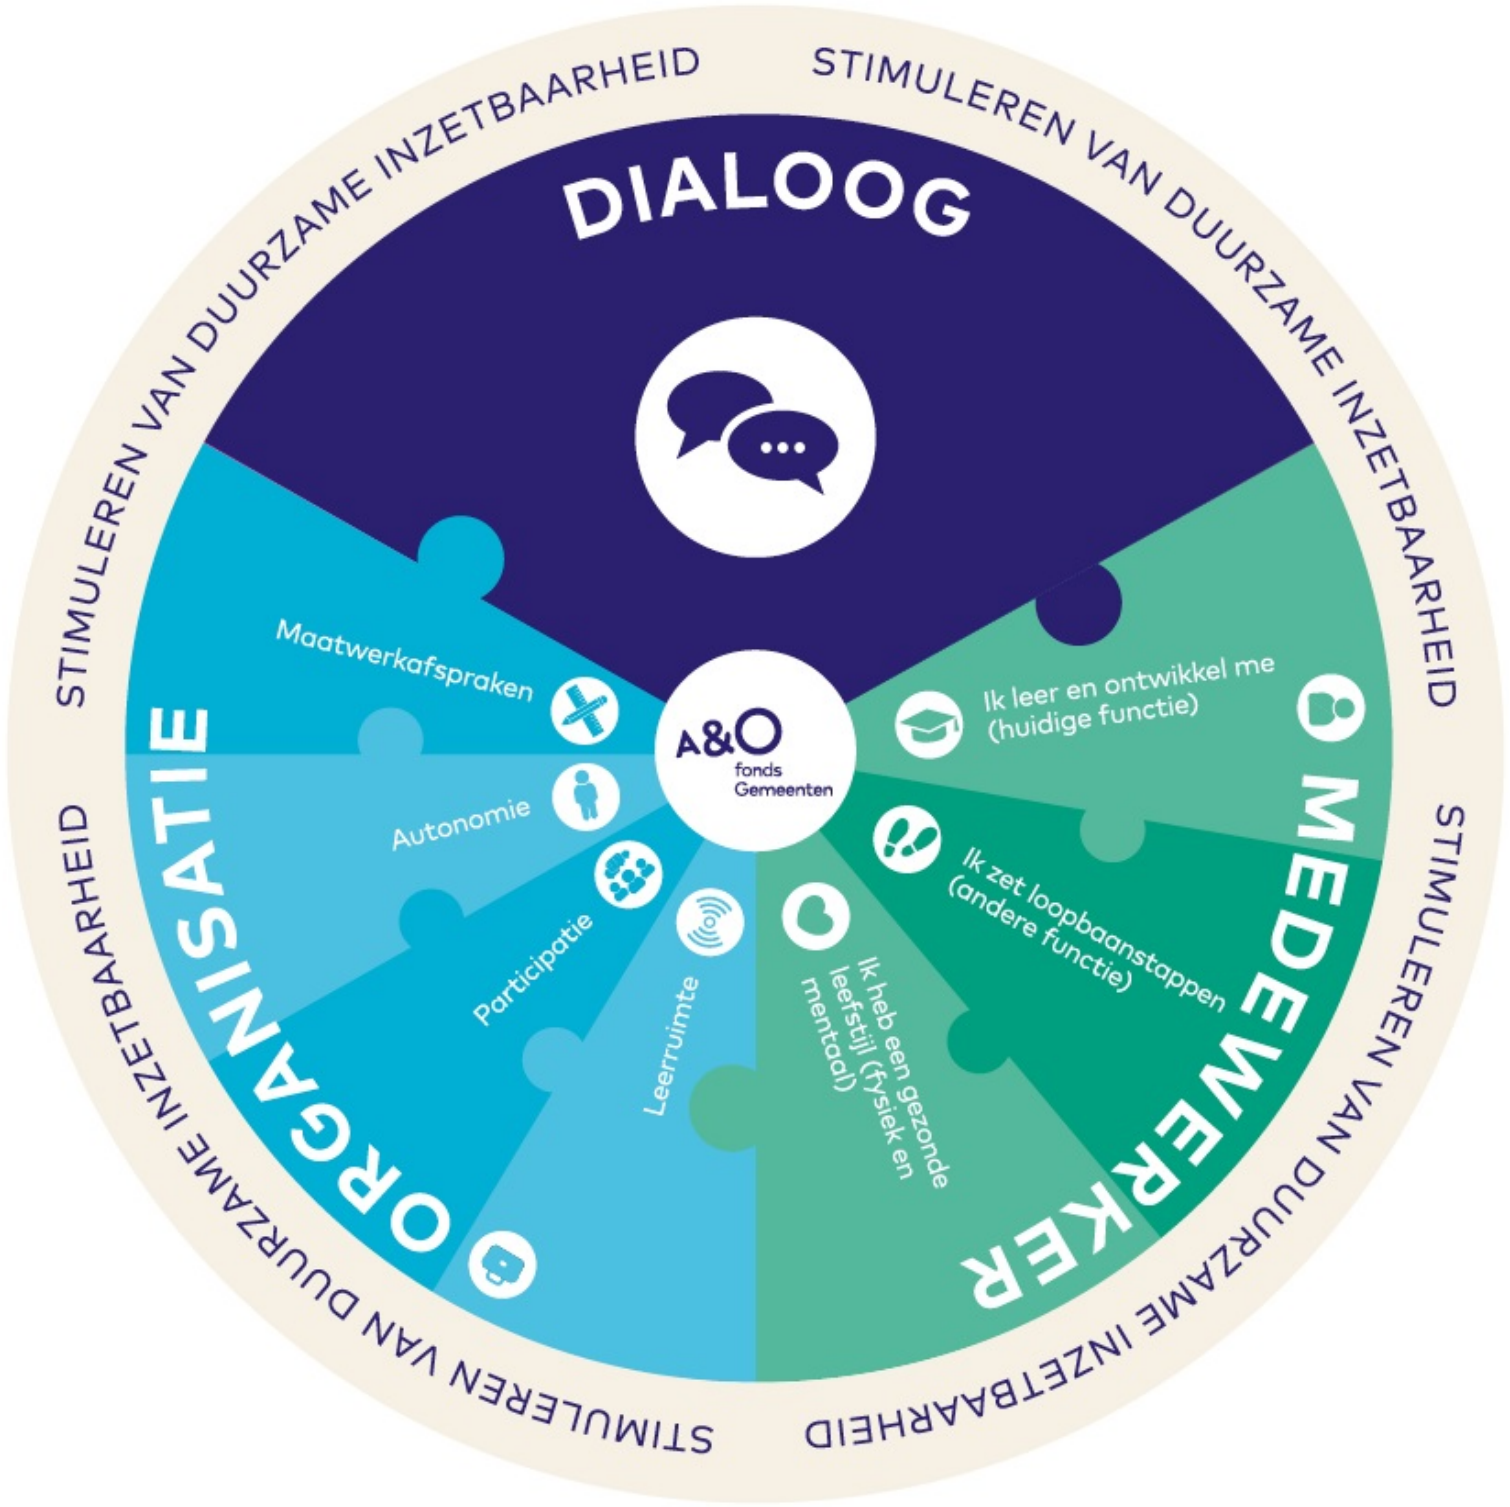 STIMULEREN VAN DUURZAME INZETBAARHEID
STIMULEREN VAN DUURZAME INZETBAARHEID
DIALOOG
Maatwerkafspraken
Autonomie
Participatie
Leerruimte
ORGANISATIE
A&O
fonds
Gemeenten
Ik leer en ontwikkel me
(huidige functie)
Ik zet loopbaanstappen
(andere functie)
Ik heb een gezonde
leefstijl (fysiek en
mentaal)
MEDEWERKER
STIMULEREN VAN DUURZAME INZETBAARHEID
STIMULEREN VAN DUURZAME INZETBAARHEID